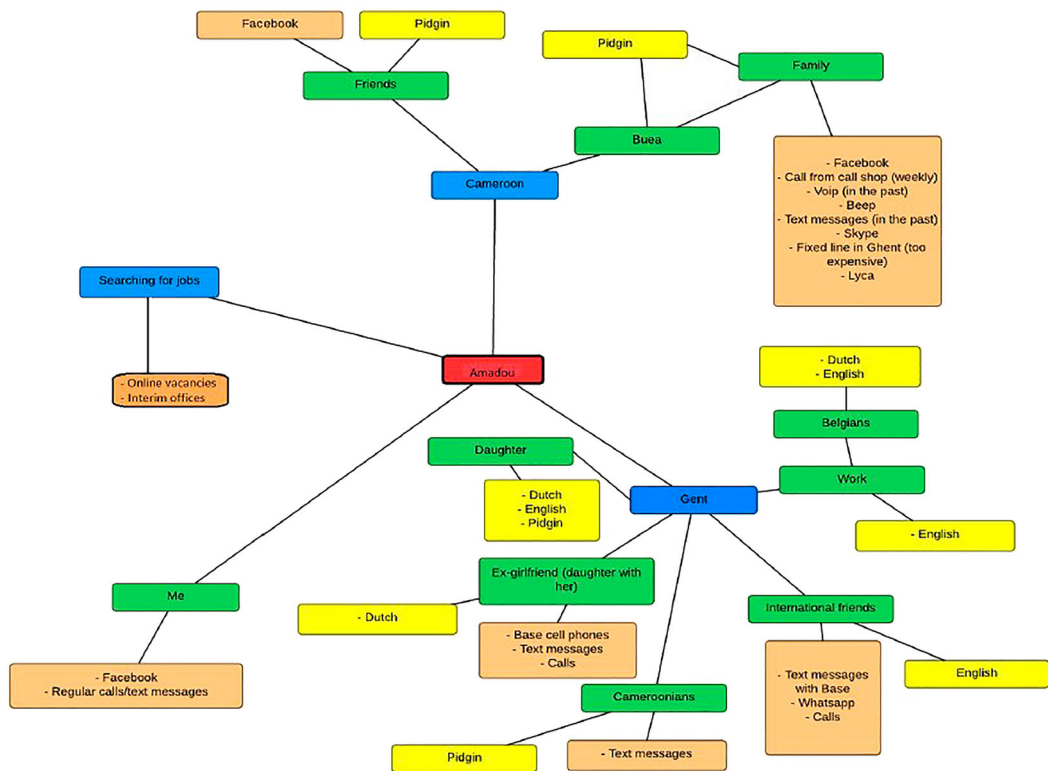 Facebook
Pidgin
Friends
Pidgin
Family
Buea
Cameroon
- Facebook
- Call from call shop (weekly)
- Voip (in the past)
- Beep
- Text messages (in the past)
- Skype
- Fixed line in Ghent (too
expensive)
- Lyca
Searching for jobs
- Online vacancies
- Interim offices
Amadou
- Dutch
- English
Belgians
Work
- English
Daughter
- Dutch
- English
- Pidgin
Gent
Me
- Facebook
- Regular calls/text messages
Ex-girlfriend (daughter with
her)
- Dutch
- Base cell phones
- Text messages
- Calls
International friends
- Text messages
with Base
- Whatsapp
- Calls
English
Cameroonians
Pidgin
- Text messages